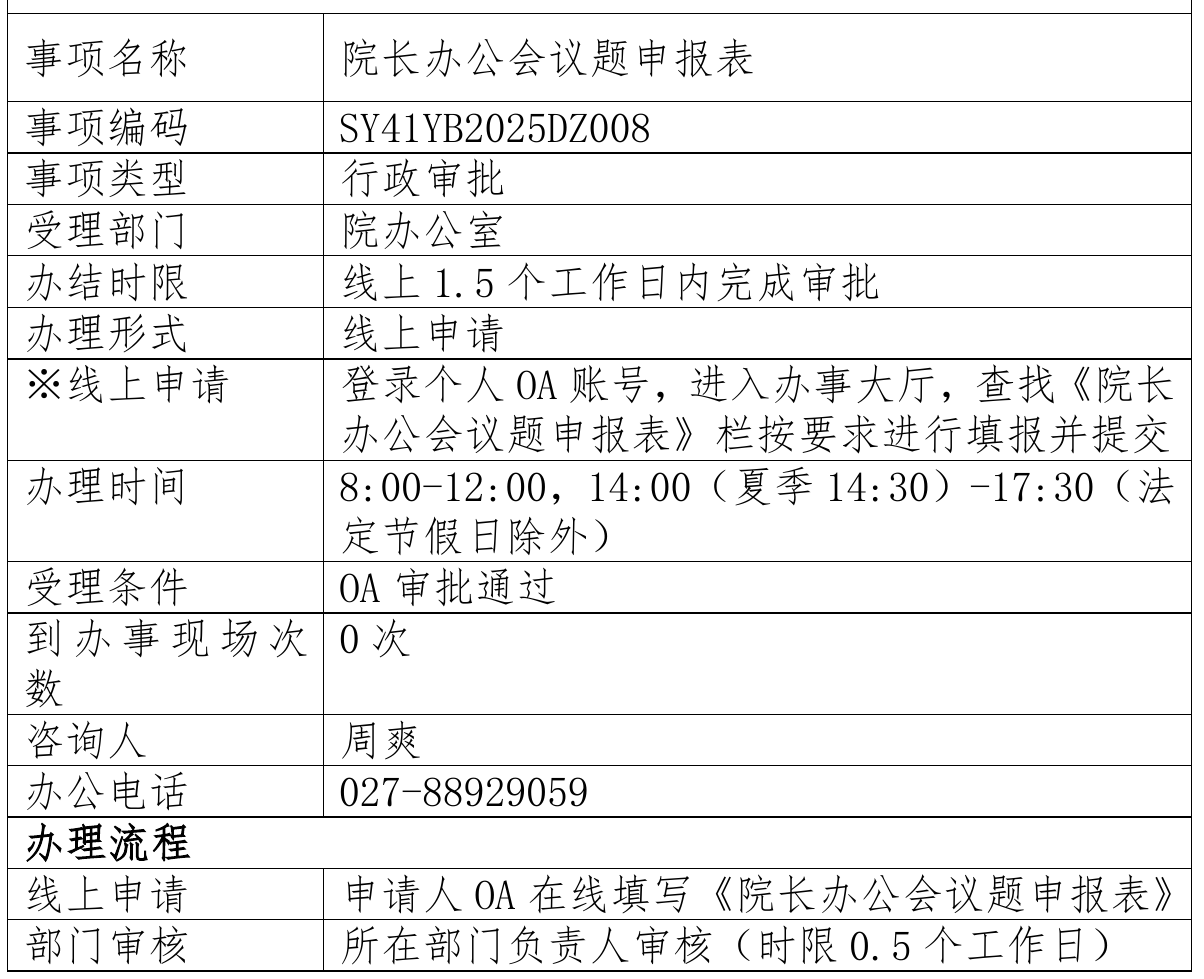 事项名称 院长办公会议题申报表
事项编码 SY41YB2025DZ008
事项类型 行政审批
受理部门 院办公室
办结时限 线上 1.5 个工作日内完成审批
办理形式 线上申请
※线上申请 登录个人 OA 账号，进入办事大厅，查找《院长
办公会议题申报表》栏按要求进行填报并提交
办理时间 8:00-12:00，14:00（夏季 14:30）-17:30（法
定节假日除外）
受理条件 OA 审批通过
到办事现场次 0 次
数
咨询人 周爽
办公电话 027-88929059
办理流程
线上申请 申请人 OA 在线填写《院长办公会议题申报表》
部门审核 所在部门负责人审核（时限 0.5 个工作日）